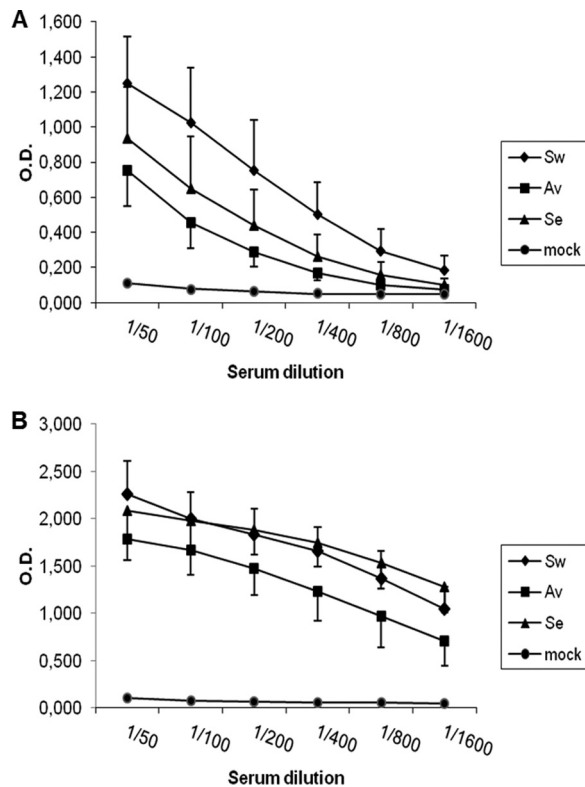 A
1,600
1,400
1,200
1,000
0,800
0,600
0,400
0,200
0,000
O.D.
1/50
1/100
1/200
1/400
1/800
1/1600
Serum dilution
Sw
Av
Se
mock
B
3,000
2,500
2,000
1,500
1,000
0,500
0,000
O.D.
1/50
1/100
1/200
1/400
1/800
1/1600
Serum dilution
Sw
Av
Se
mock